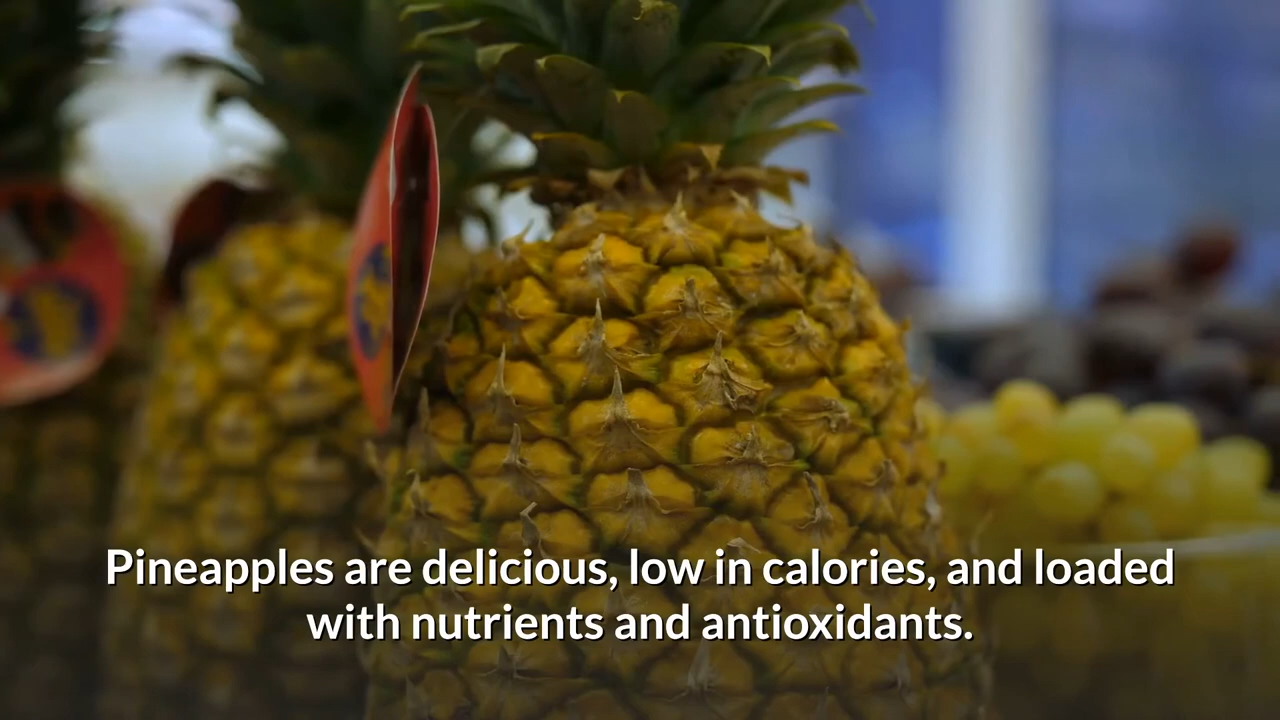 Pineapples are delicious, low in calories, and loaded
with nutrients and antioxidants.